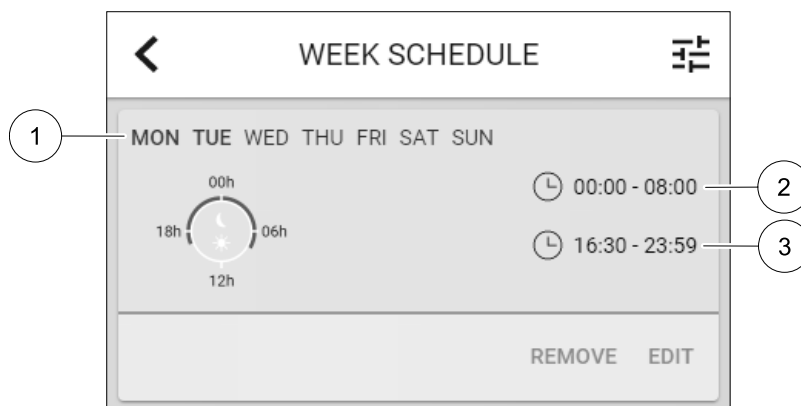 WEEK SCHEDULE
1
MON TUE WED THU FRI SAT SUN
00h
18h
06h
12h
00:00 - 08:00
2
16:30 - 23:59
3
REMOVE EDIT